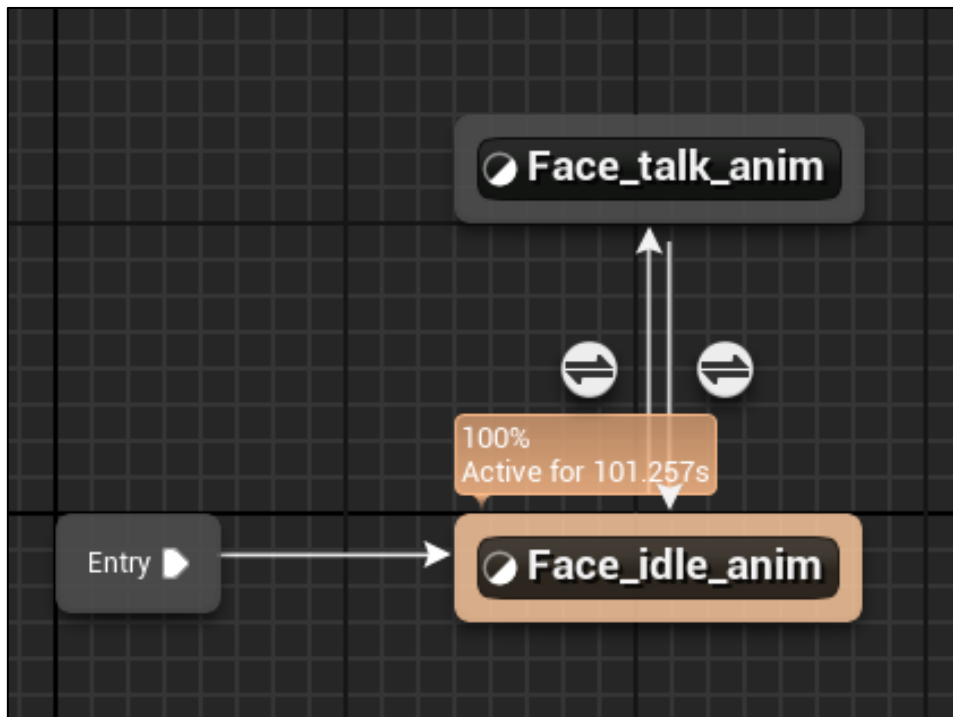 Face_talk_anim
100%
Active for 101.257s
Entry
Face_idle_anim